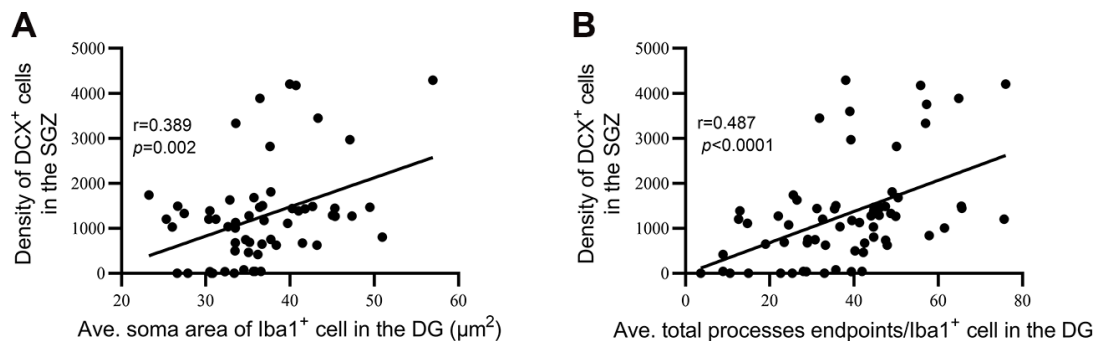 A
Density of DCX⁺ cells
in the SGZ
5000
4000
3000
2000
1000
0
r=0.389
p=0.002
20
30
40
50
60
Ave. soma area of Iba1⁺ cell in the DG (µm²)
B
Density of DCX⁺ cells
in the SGZ
5000
4000
3000
2000
1000
0
r=0.487
p<0.0001
0
20
40
60
80
Ave. total processes endpoints/Iba1⁺ cell in the DG